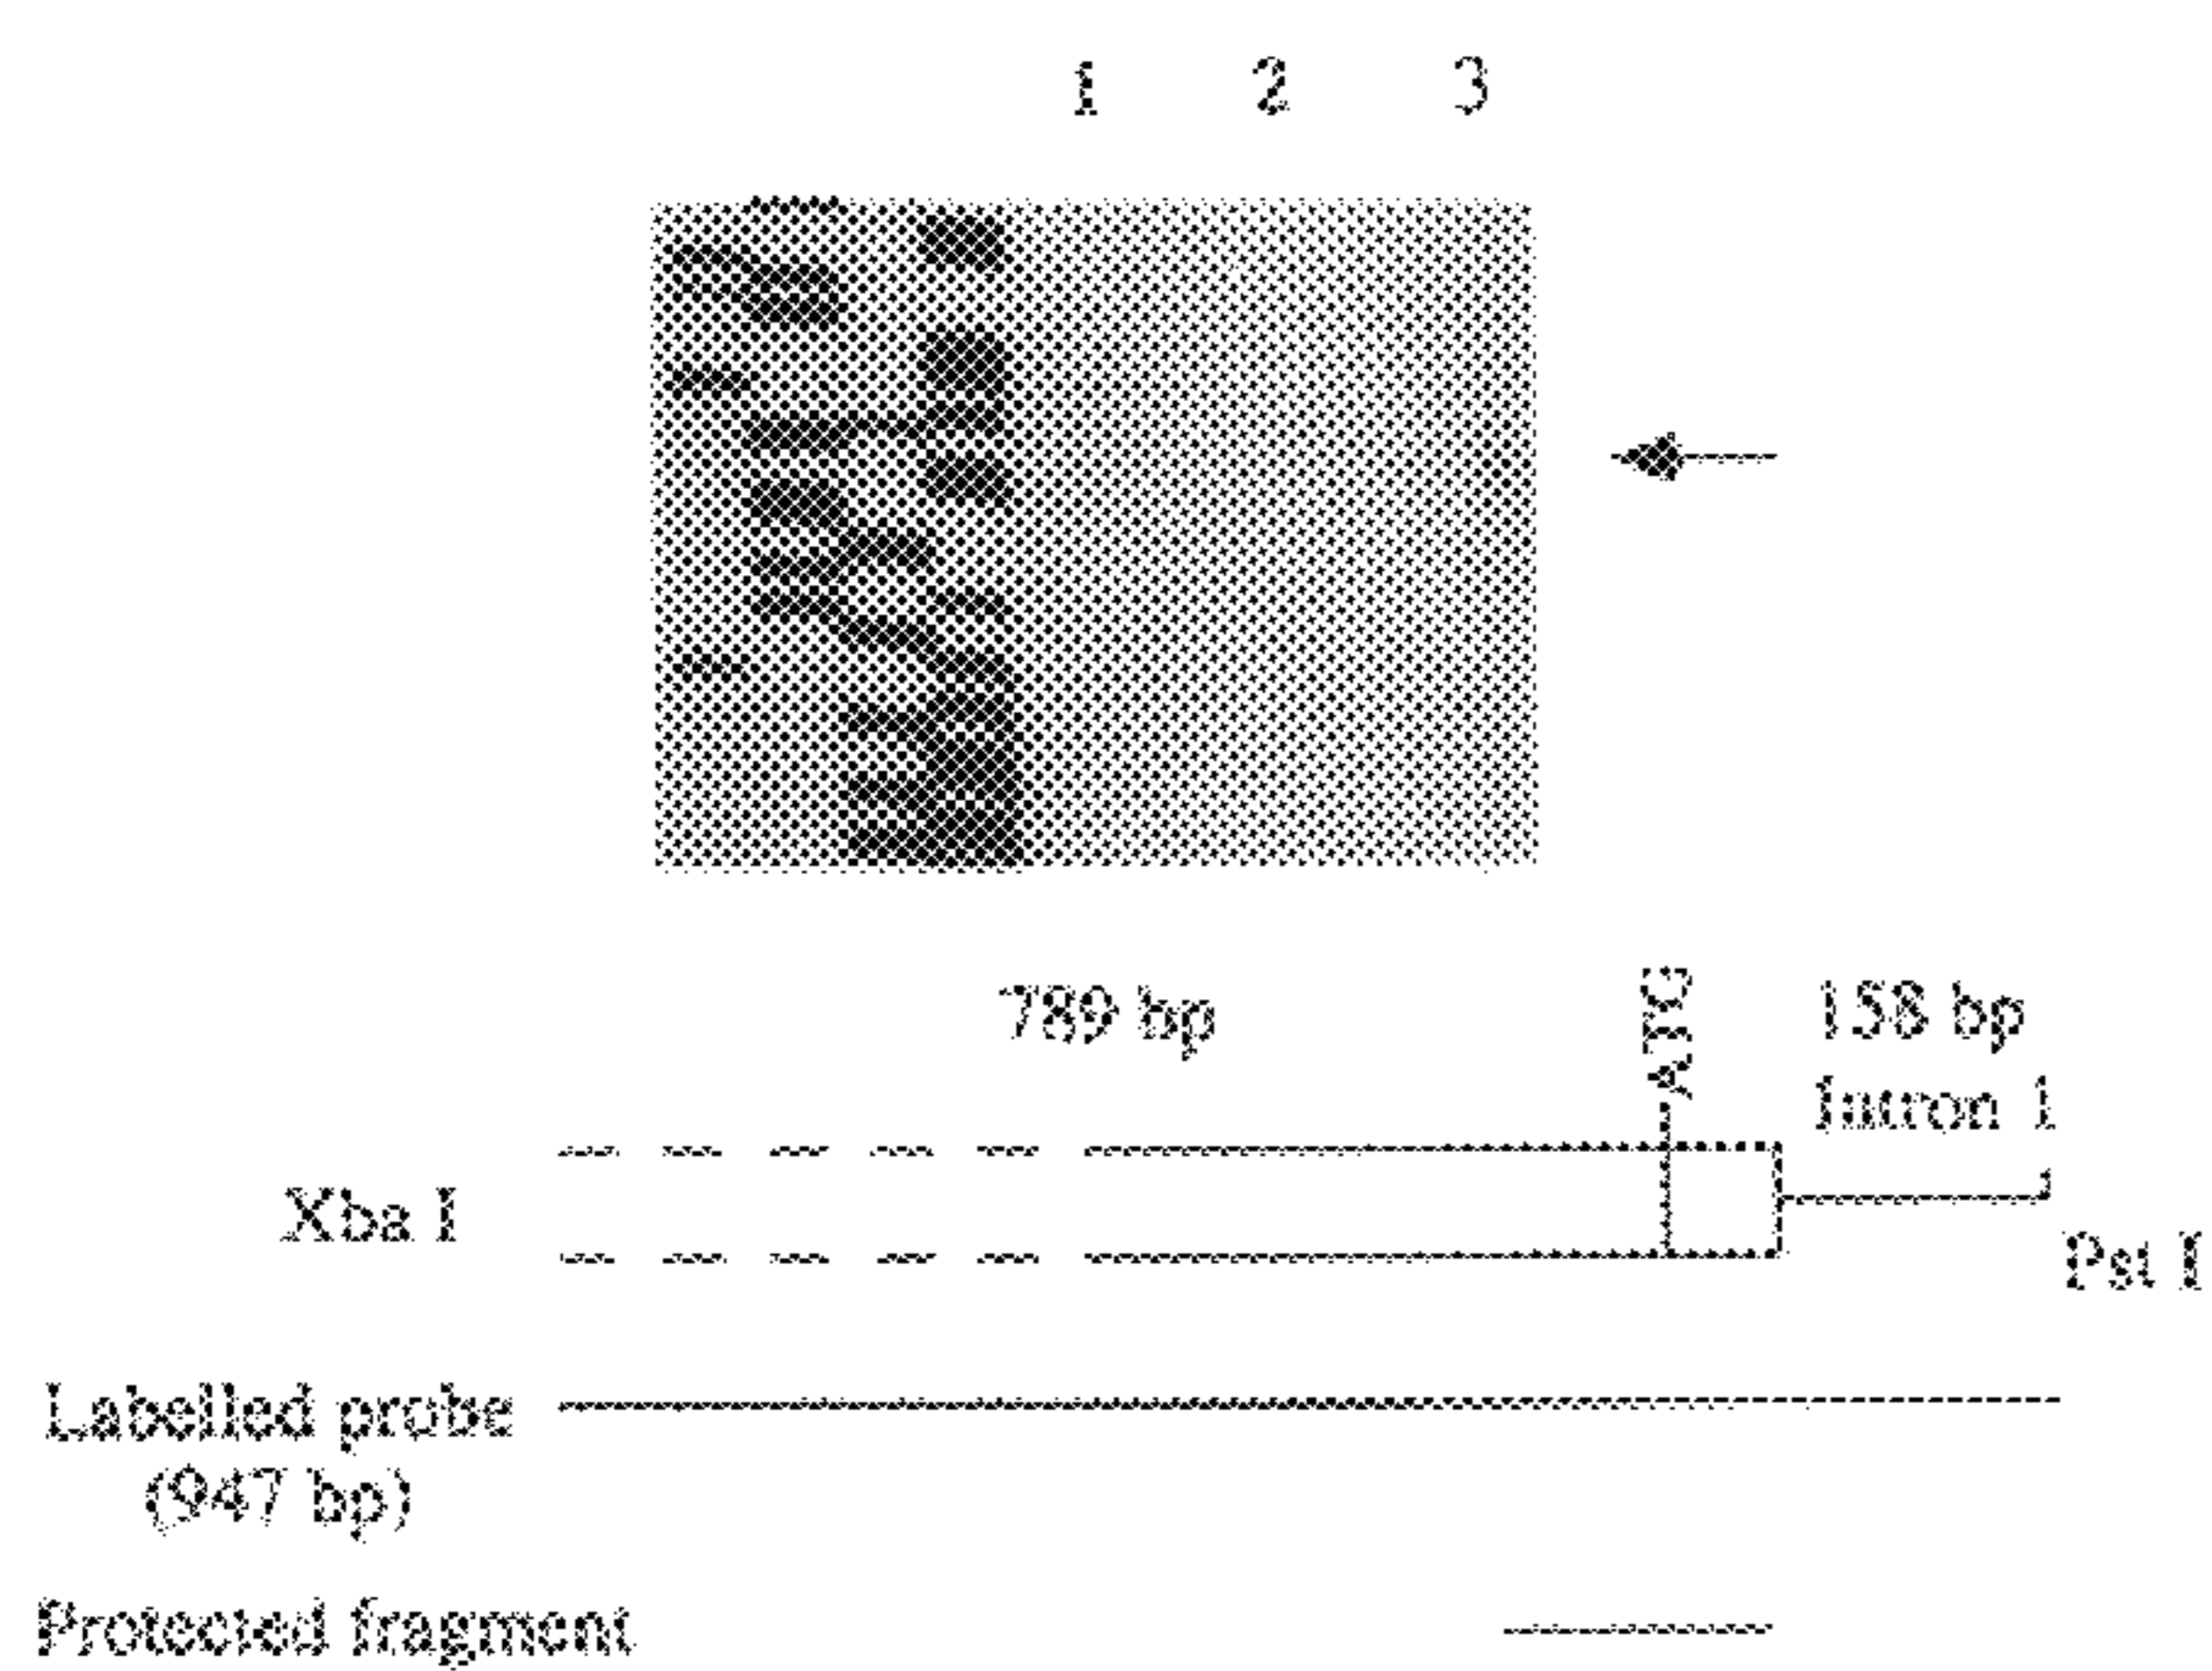 1 2 3
789 bp
ATG
158 bp
Intron 1
Xba I
Pst I
Labelled probe
(947 bp)
Protected fragment